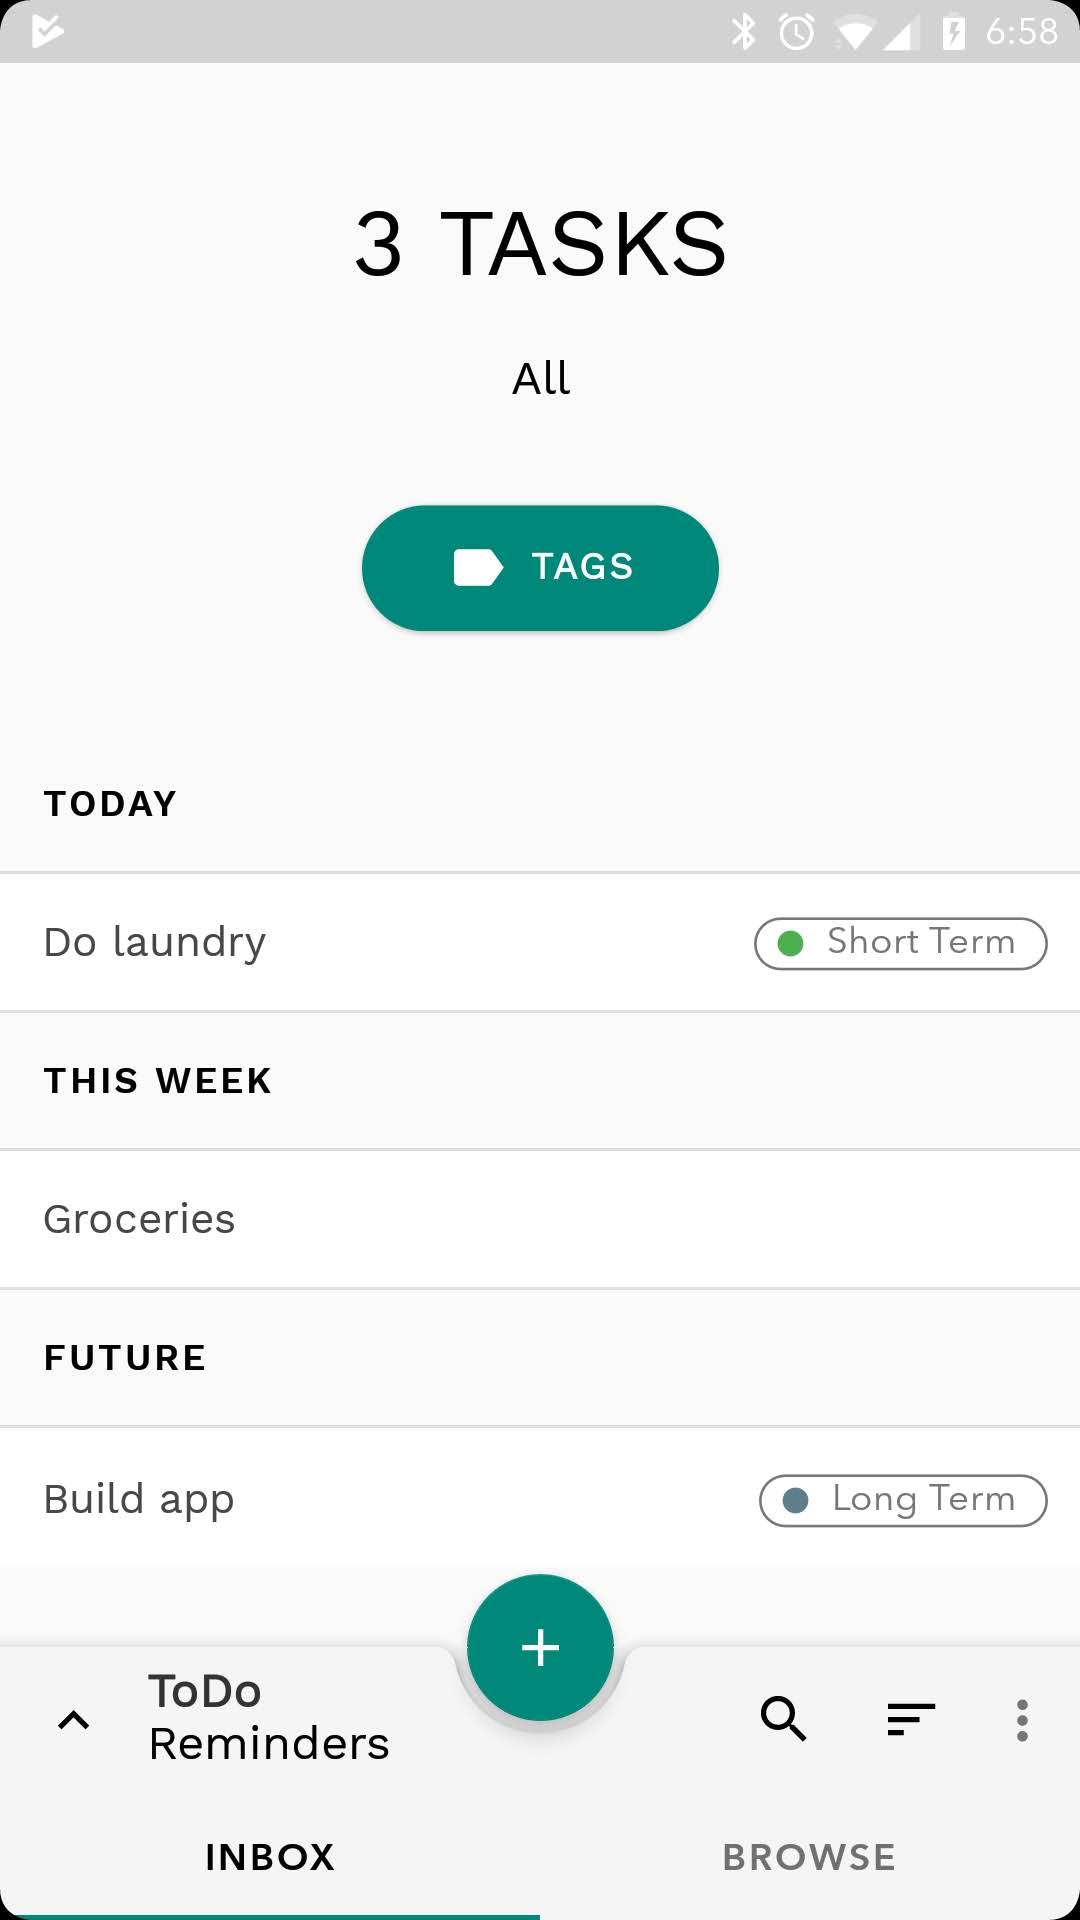 6:58
3 TASKS
All
TAGS
TODAY
Do laundry Short Term
THIS WEEK
Groceries
FUTURE
Build app Long Term
ToDo
Reminders
INBOX BROWSE